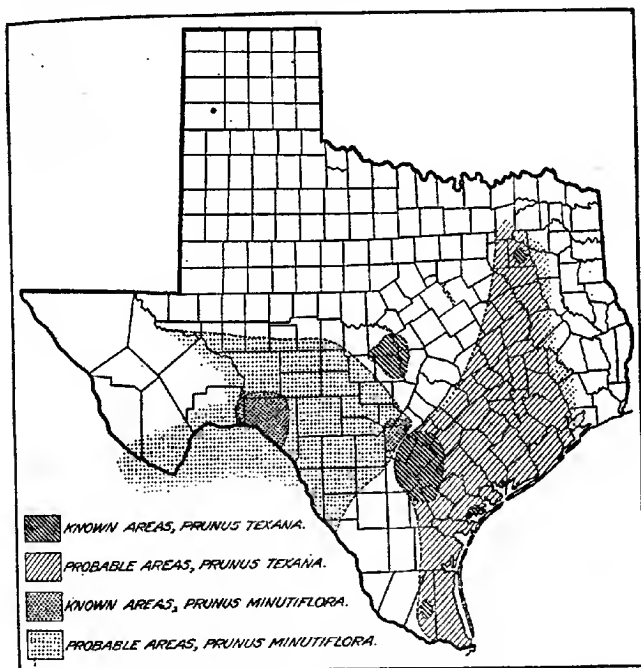 KNOWN AREAS, PRUNUS TEXANA.
PROBABLE AREAS, PRUNUS TEXANA.
KNOWN AREAS, PRUNUS MINUTIFLORA.
PROBABLE AREAS, PRUNUS MINUTIFLORA.